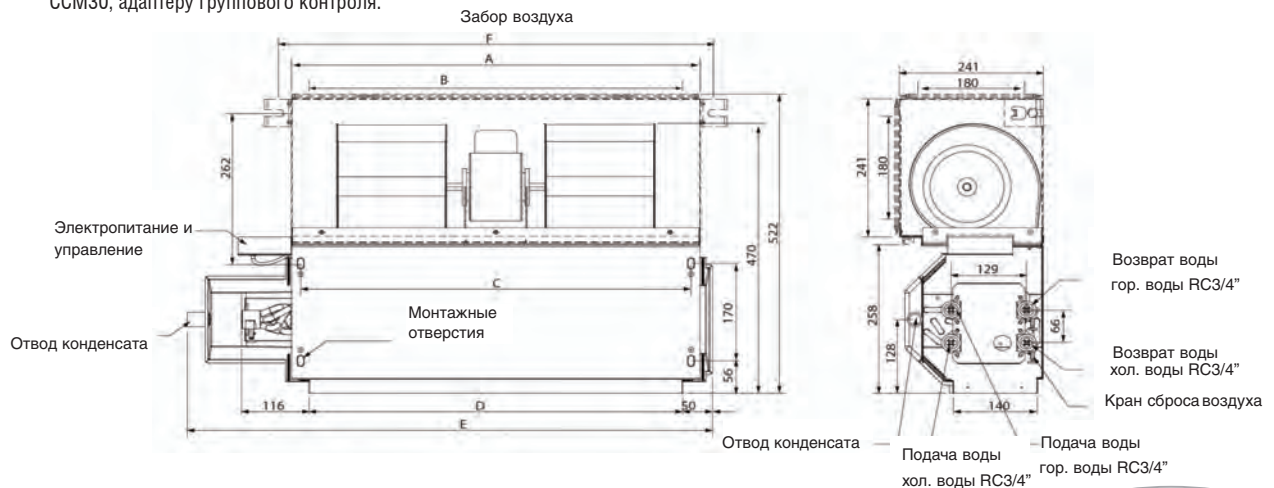 ССМ30, адаптеру группового контроля.
Забор воздуха
F
A
B
241
180
262
241
180
Электропитание и
управление
522
470
C
Монтажные
отверстия
170
56
Отвод конденсата
116
D
50
E
258
128
129
66
140
Возврат воды
гор. воды RC3/4”
Возврат воды
хол. воды RC3/4”
Кран сброса воздуха
Отвод конденсата
Подача воды
хол. воды RC3/4”
Подача воды
гор. воды RC3/4”